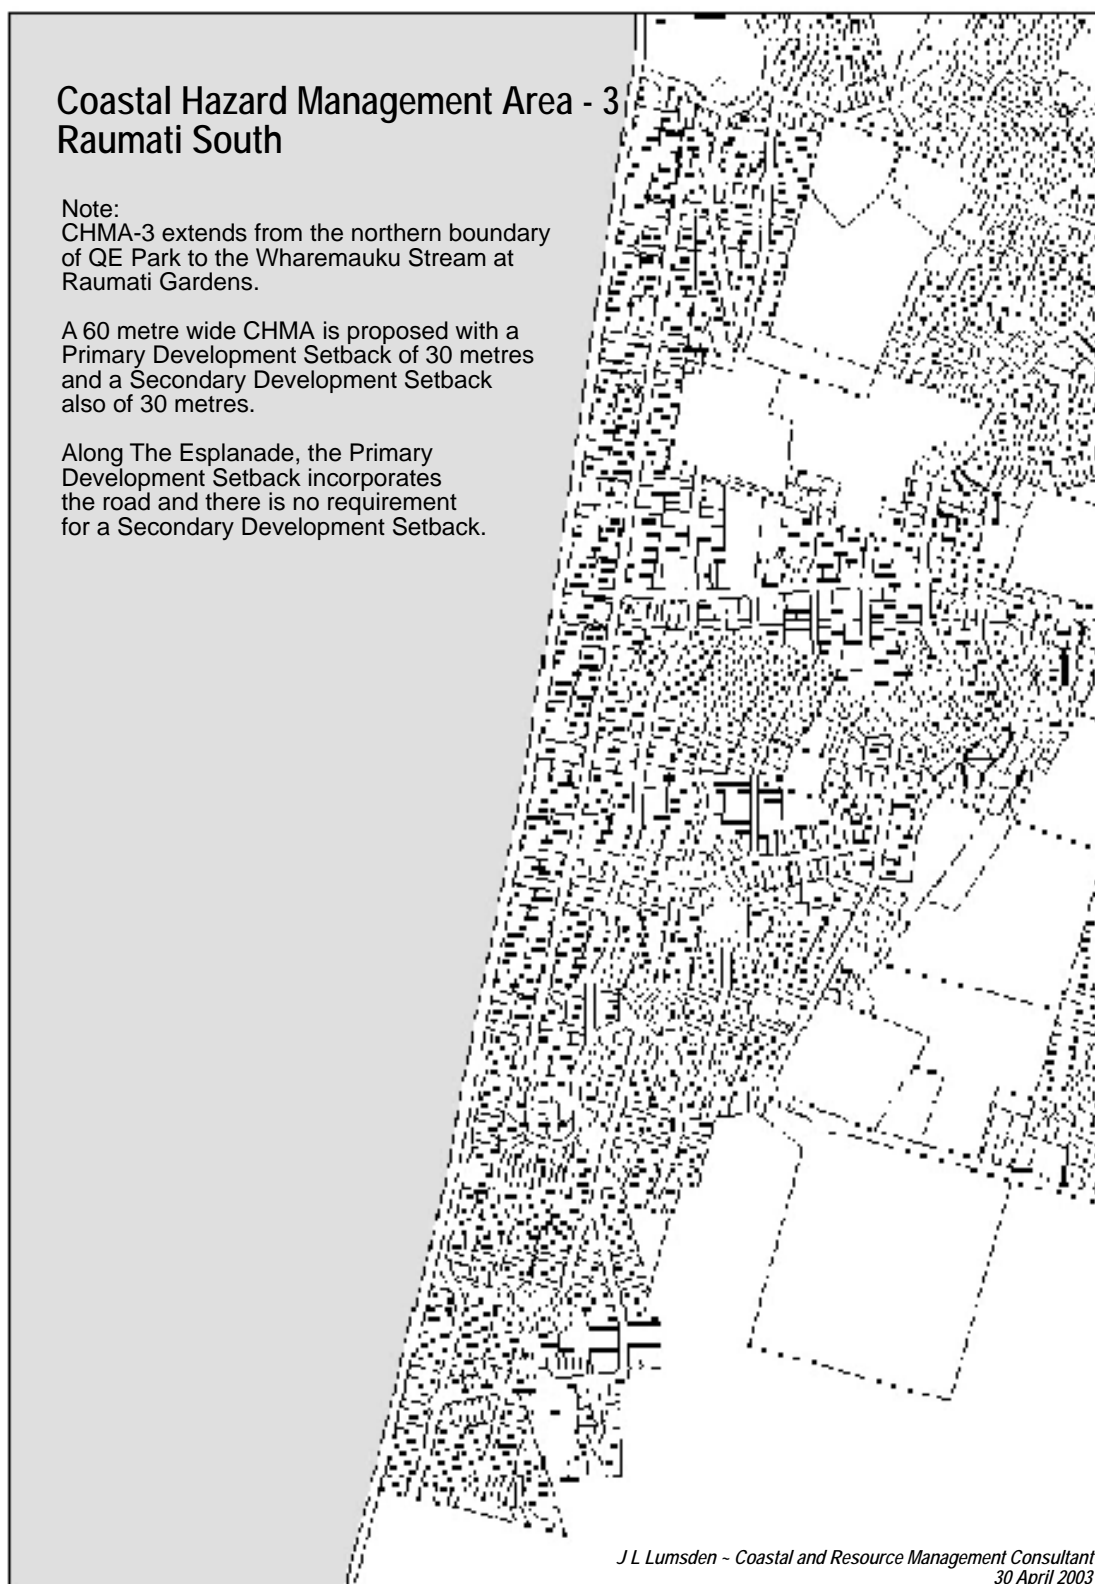 Coastal Hazard Management Area - 3
Raumati South
Note:
CHMA-3 extends from the northern boundary
of QE Park to the Wharemauku Stream at
Raumati Gardens.
A 60 metre wide CHMA is proposed with a
Primary Development Setback of 30 metres
and a Secondary Development Setback
also of 30 metres.
Along The Esplanade, the Primary
Development Setback incorporates
the road and there is no requirement
for a Secondary Development Setback.
J L Lumsden ~ Coastal and Resource Management Consultant
30 April 2003